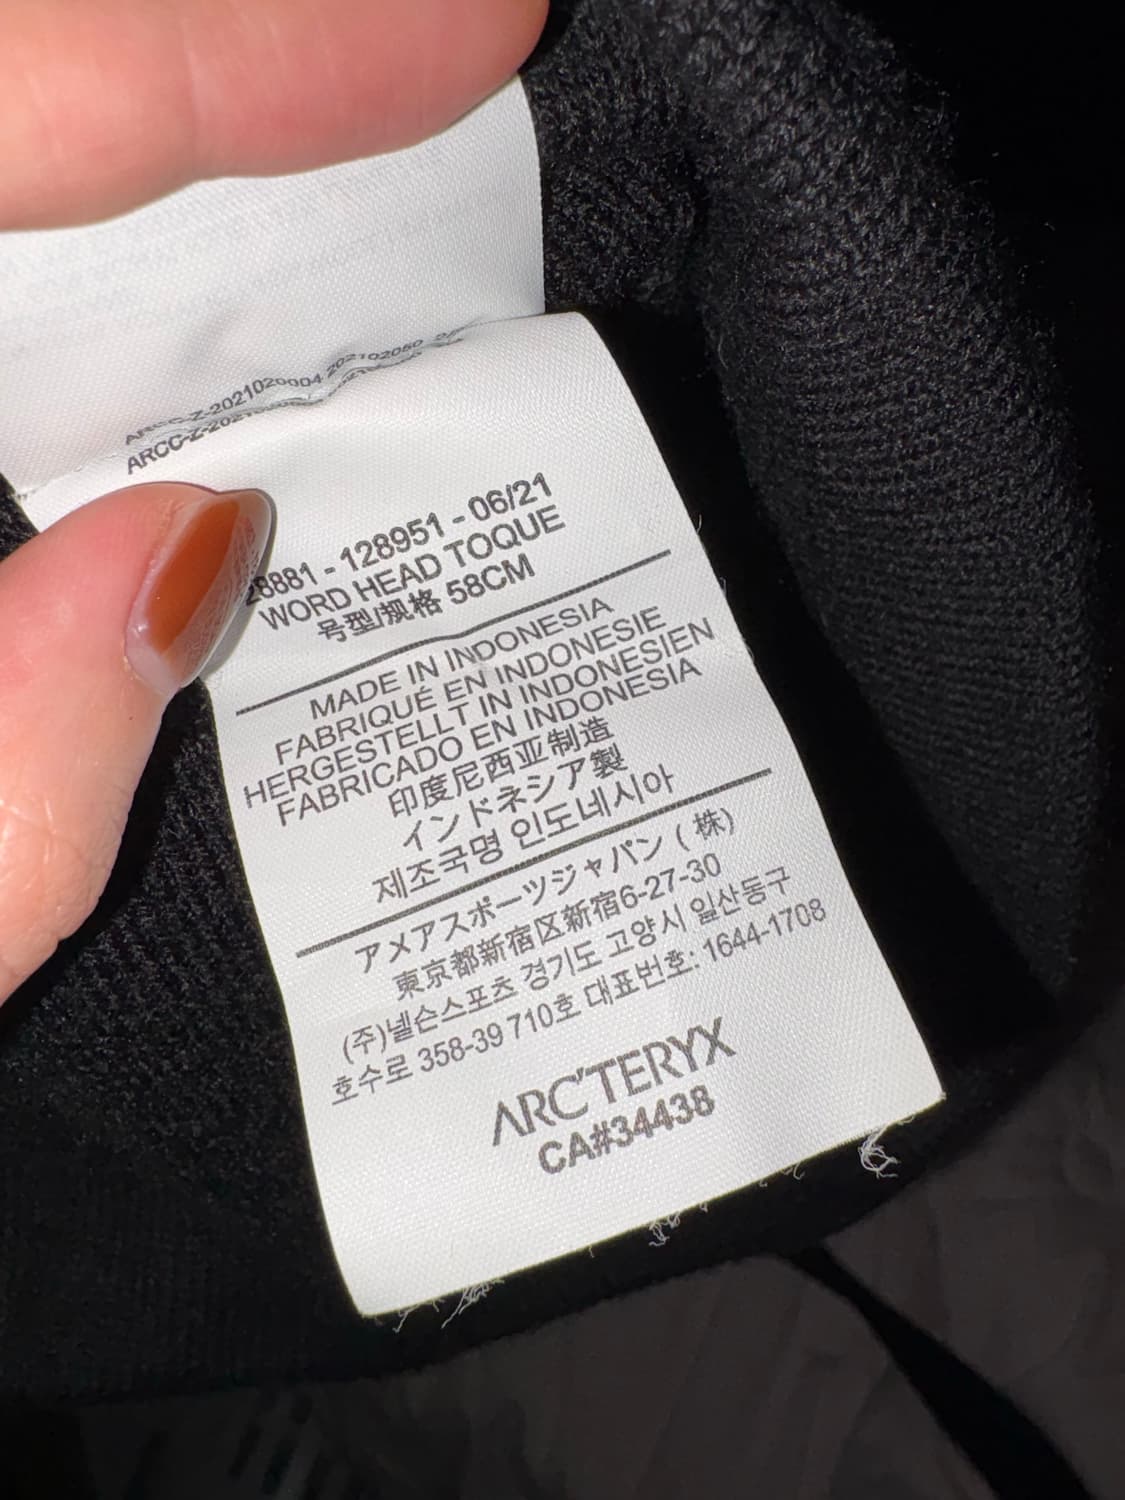 ARCC-Z-2021020004 202102050
ARCC-Z-
28881 - 128951 - 06/21
WORD HEAD TOQUE
号型/规格 58CM
MADE IN INDONESIA
FABRIQUÉ EN INDONESIE
HERGESTELLT IN INDONESIEN
FABRICADO EN INDONESIA
印度尼西亚制造
インドネシア製
제조국명 인도네시아
アメアスポーツジャパン ( 株)
東京都新宿区新宿6-27-30
(주)넬슨스포츠 경기도 고양시 일산동구
호수로 358-39 710호 대표번호: 1644-1708
ARC'TERYX
CA#34438